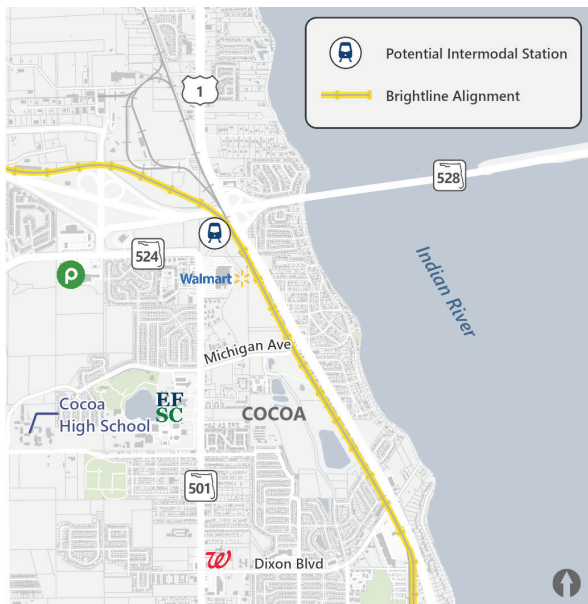 Potential Intermodal Station
Brightline Alignment
1
528
524
Indian River
p
Walmart
Michigan Ave
EF
SC
Cocoa
High School
COCOA
501
W
Dixon Blvd